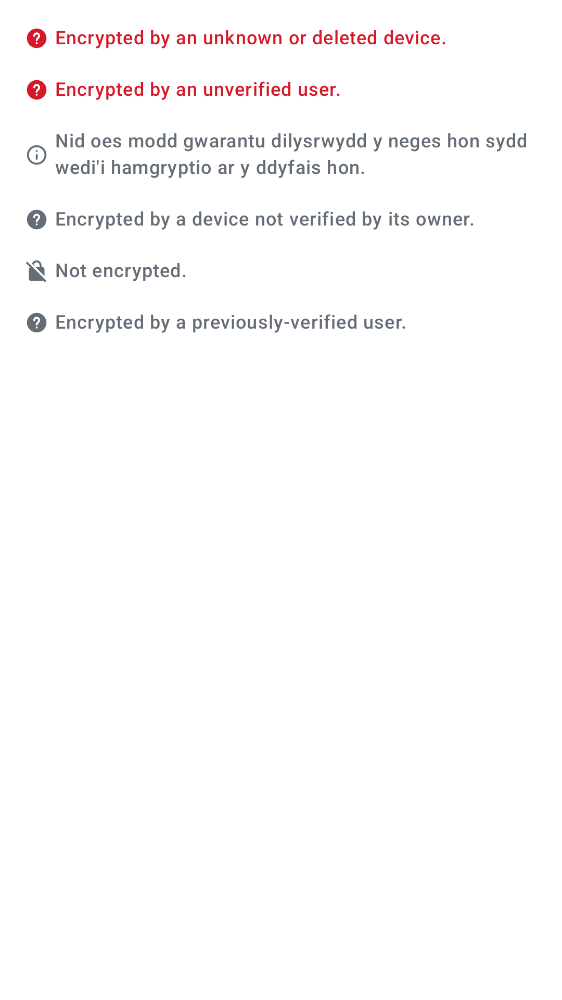 Encrypted by an unknown or deleted device.
Encrypted by an unverified user.
Nid oes modd gwarantu dilysrwydd y neges hon sydd
wedi'i hamgryptio ar y ddyfais hon.
Encrypted by a device not verified by its owner.
Not encrypted.
Encrypted by a previously-verified user.